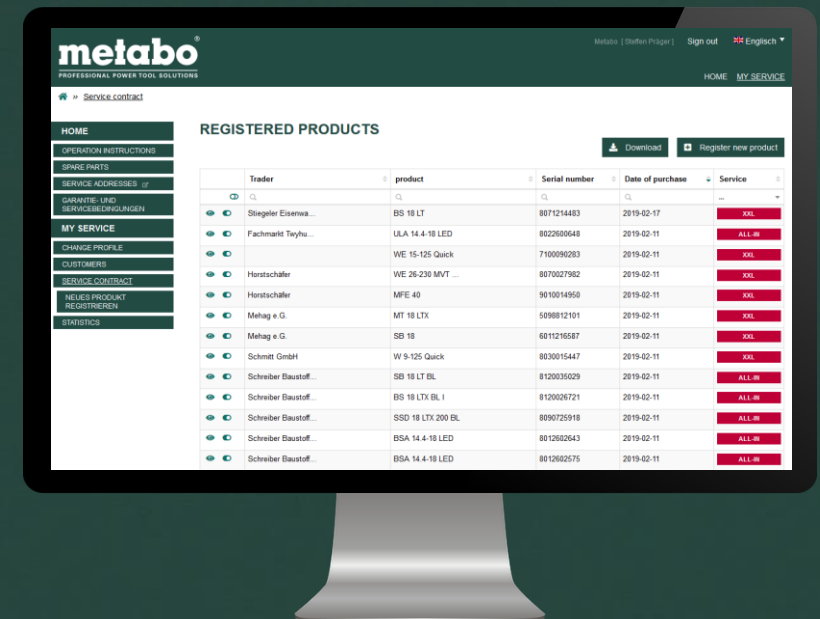 metabo®
PROFESSIONAL POWER TOOL SOLUTIONS
Metabo [ Steffen Präger ] Sign out Englisch
HOME MY SERVICE
» Service contract
HOME
OPERATION INSTRUCTIONS
SPARE PARTS
SERVICE ADDRESSES
GARANTIE- UND
SERVICEBEDINGUNGEN
MY SERVICE
CHANGE PROFILE
CUSTOMERS
SERVICE CONTRACT
NEUES PRODUKT
REGISTRIEREN
STATISTICS
REGISTERED PRODUCTS
Download Register new product
Trader product Serial number Date of purchase Service
...
Stiegeler Eisenwa... BS 18 LT 8071214483 2019-02-17 XXL
Fachmarkt Twyhu... ULA 14.4-18 LED 8022600648 2019-02-11 ALL-IN
WE 15-125 Quick 7100090283 2019-02-11 XXL
Horstschäfer WE 26-230 MVT ... 8070027982 2019-02-11 XXL
Horstschäfer MFE 40 9010014950 2019-02-11 XXL
Mehag e.G. MT 18 LTX 5098812101 2019-02-11 XXL
Mehag e.G. SB 18 6011216587 2019-02-11 XXL
Schmitt GmbH W 9-125 Quick 8030015447 2019-02-11 XXL
Schreiber Baustoff... SB 18 LT BL 8120035029 2019-02-11 ALL-IN
Schreiber Baustoff... BS 18 LTX BL I 8120026721 2019-02-11 ALL-IN
Schreiber Baustoff... SSD 18 LTX 200 BL 8090725918 2019-02-11 ALL-IN
Schreiber Baustoff... BSA 14.4-18 LED 8012602643 2019-02-11 ALL-IN
Schreiber Baustoff... BSA 14.4-18 LED 8012602575 2019-02-11 ALL-IN